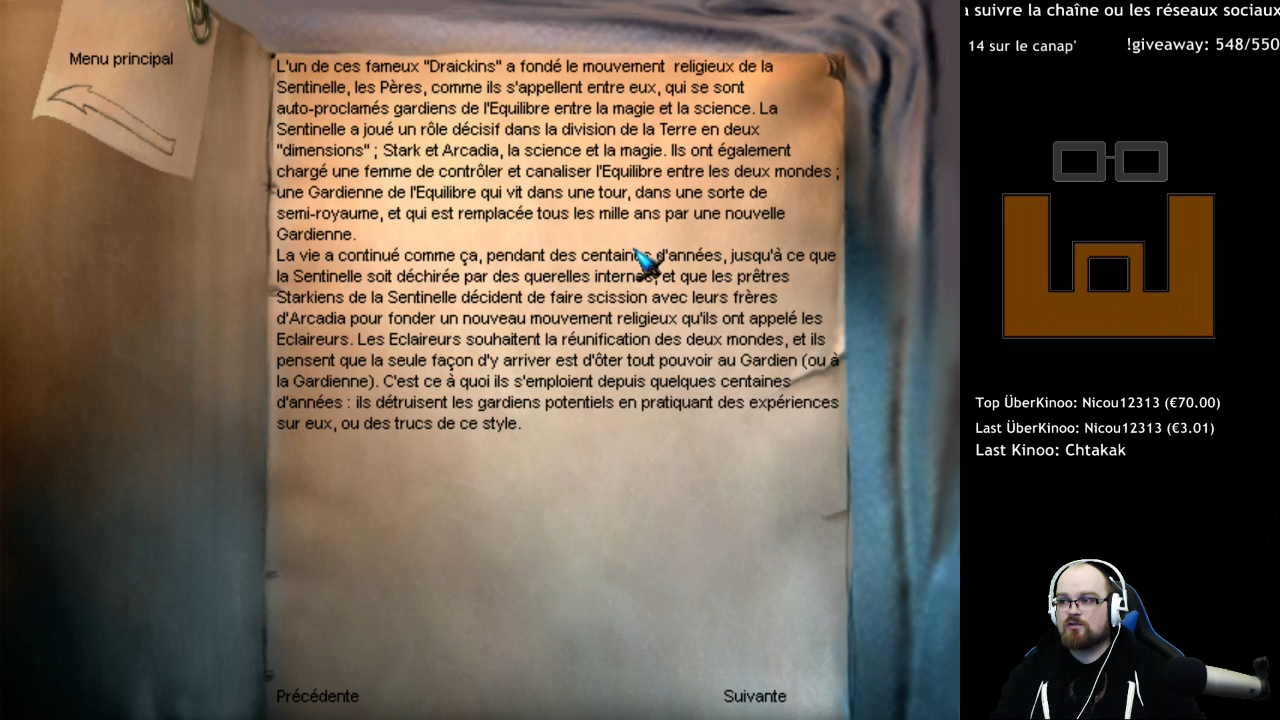 Menu principal
L'un de ces fameux "Draickins" a fondé le mouvement religieux de la
Sentinelle, les Pères, comme ils s'appellent entre eux, qui se sont
auto-proclamés gardiens de l'Equilibre entre la magie et la science. La
Sentinelle a joué un rôle décisif dans la division de la Terre en deux
"dimensions" ; Stark et Arcadia, la science et la magie. Ils ont également
chargé une femme de contrôler et canaliser l'Equilibre entre les deux mondes ;
une Gardienne de l'Equilibre qui vit dans une tour, dans une sorte de
semi-royaume, et qui est remplacée tous les mille ans par une nouvelle
Gardienne.
La vie a continué comme ça, pendant des centaines d'années, jusqu'à ce que
la Sentinelle soit déchirée par des querelles internes, et que les prêtres
Starkiens de la Sentinelle décident de faire scission avec leurs frères
d'Arcadia pour fonder un nouveau mouvement religieux qu'ils ont appelé les
Eclaireurs. Les Eclaireurs souhaitent la réunification des deux mondes, et ils
pensent que la seule façon d'y arriver est d'ôter tout pouvoir au Gardien (ou à
la Gardienne). C'est ce à quoi ils s'emploient depuis quelques centaines
d'années : ils détruisent les gardiens potentiels en pratiquant des expériences
sur eux, ou des trucs de ce style.
Précédente
Suivante
suivre la chaîne ou les réseaux sociaux
14 sur le canap'
!giveaway: 548/550
Top ÜberKinoo: Nicou12313 (€70.00)
Last ÜberKinoo: Nicou12313 (€3.01)
Last Kinoo: Chtakak